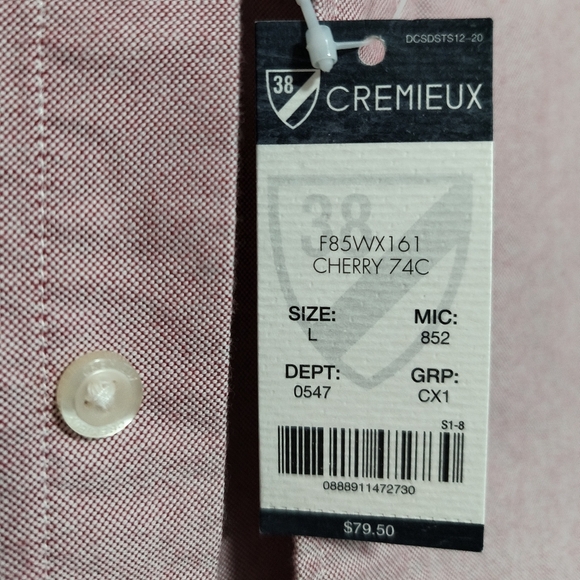 DCSDSTS12-20
38 CREMIEUX
38
F85WX161
CHERRY 74C
SIZE: MIC:
L 852
DEPT: GRP:
0547 CX1
S1-8
0888911472730
$79.50